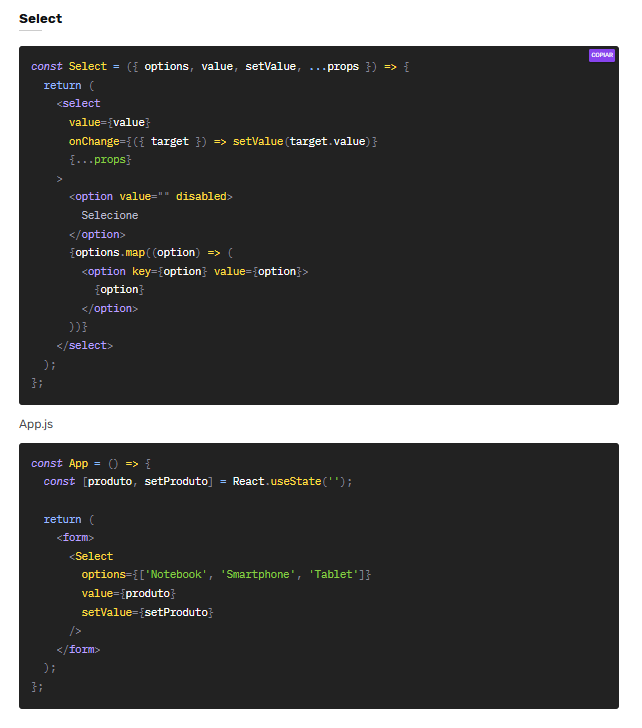 Select
COPIAR
const Select = ({ options, value, setValue, ...props }) => {
  return (
    <select
      value={value}
      onChange={({ target }) => setValue(target.value)}
      {...props}
    >
      <option value="" disabled>
        Selecione
      </option>
      {options.map((option) => (
        <option key={option} value={option}>
          {option}
        </option>
      ))}
    </select>
  );
};
App.js
const App = () => {
  const [produto, setProduto] = React.useState('');

  return (
    <form>
      <Select
        options={['Notebook', 'Smartphone', 'Tablet']}
        value={produto}
        setValue={setProduto}
      />
    </form>
  );
};